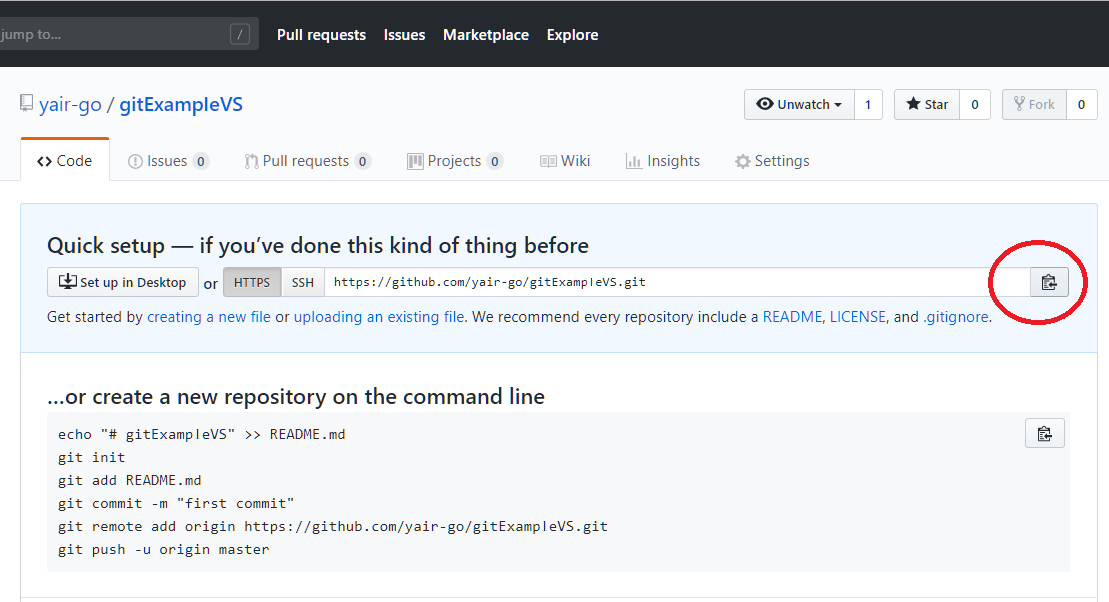 jump to... /
Pull requests Issues Marketplace Explore
yair-go / gitExampleVS
Unwatch 1 Star 0 Fork 0
Code Issues 0 Pull requests 0 Projects 0 Wiki Insights Settings
Quick setup — if you’ve done this kind of thing before
Set up in Desktop or HTTPS SSH https://github.com/yair-go/gitExampleVS.git
Get started by creating a new file or uploading an existing file. We recommend every repository include a README, LICENSE, and .gitignore.
…or create a new repository on the command line
echo "# gitExampleVS" >> README.md
git init
git add README.md
git commit -m "first commit"
git remote add origin https://github.com/yair-go/gitExampleVS.git
git push -u origin master